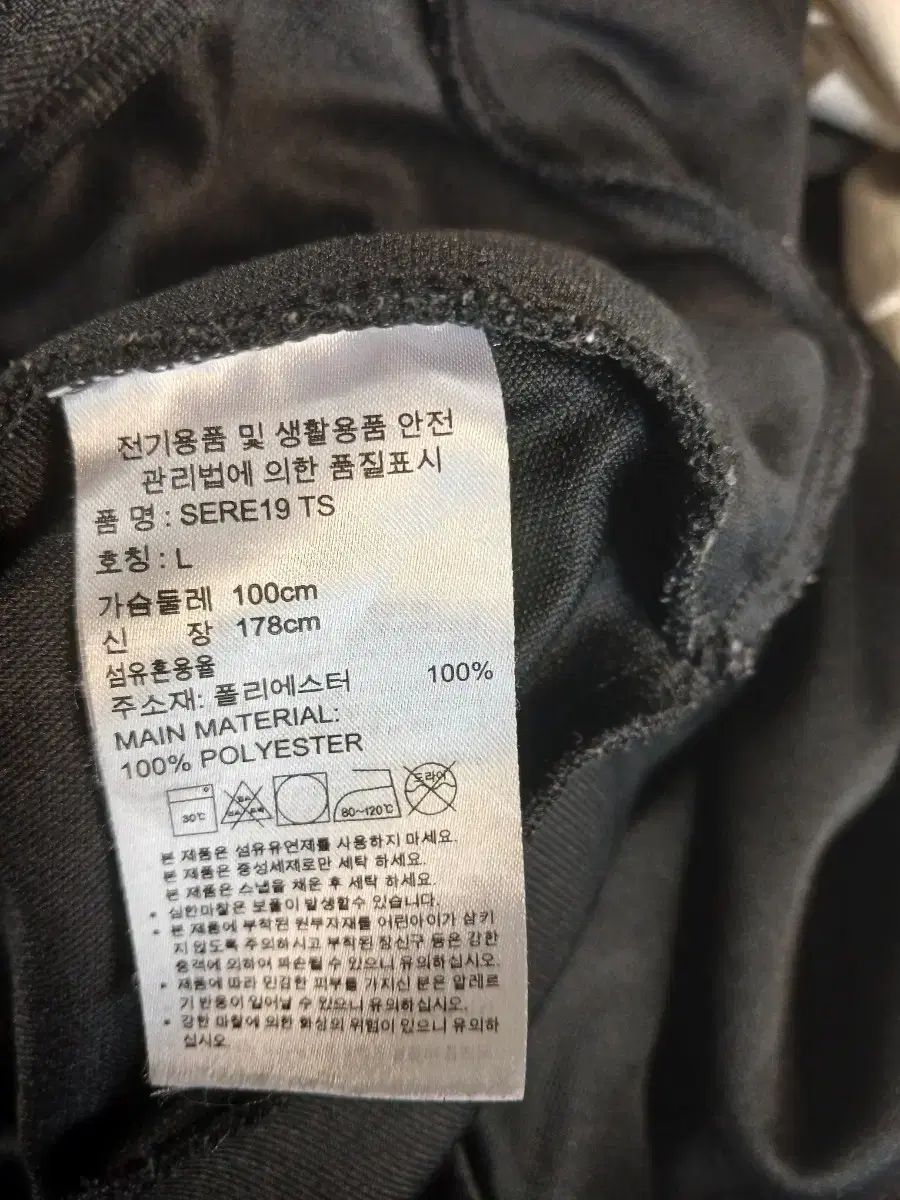 전기용품 및 생활용품 안전
관리법에 의한 품질표시
품 명 : SERE19 TS
호칭 : L
가슴둘레 100cm
신 장 178cm
섬유혼용율
주소재: 폴리에스터 100%
MAIN MATERIAL:
100% POLYESTER
30℃
80~120℃
드라이
본 제품은 섬유유연제를 사용하지 마세요.
본 제품은 중성세제로만 세탁 하세요.
본 제품은 스냅을 채운 후 세탁 하세요.
• 심한마찰은 보풀이 발생할수 있습니다.
• 본 제품에 부착된 원부자재를 어린아이가 삼키
지 않도록 주의하시고 부착된 장신구 등은 강한
충격에 의하여 파손될 수 있으니 유의하십시오.
• 제품에 따라 민감한 피부를 가지신 분은 알레르
기 반응이 일어날 수 있으니 유의하십시오.
• 강한 마찰에 의한 화상의 위험이 있으니 유의하
십시오.